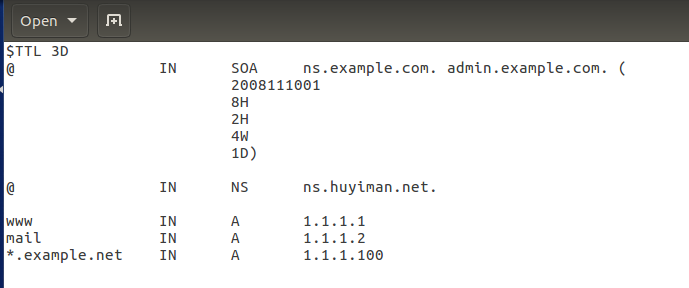 Open
$TTL 3D
@ IN SOA ns.example.com. admin.example.com. (
2008111001
8H
2H
4W
1D)
@ IN NS ns.huyiman.net.
www IN A 1.1.1.1
mail IN A 1.1.1.2
*.example.net IN A 1.1.1.100